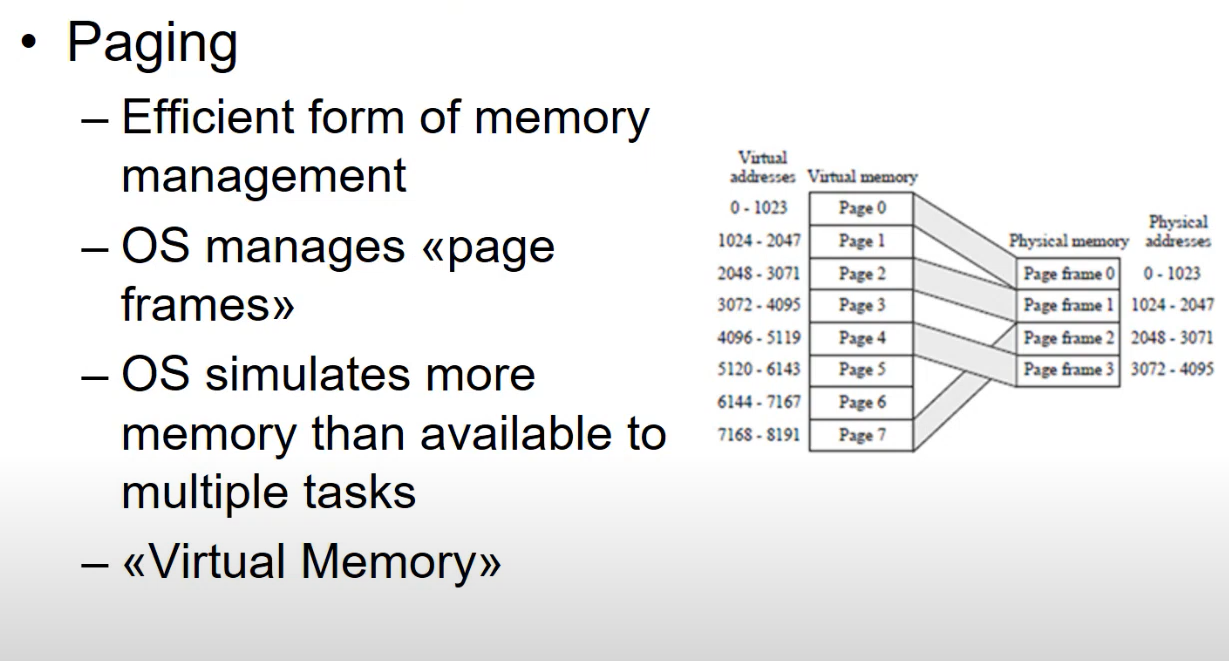 • Paging
– Efficient form of memory
management
– OS manages «page
frames»
– OS simulates more
memory than available to
multiple tasks
– «Virtual Memory»
Virtual
addresses Virtual memory
0 - 1023 Page 0
1024 - 2047 Page 1
2048 - 3071 Page 2
3072 - 4095 Page 3
4096 - 5119 Page 4
5120 - 6143 Page 5
6144 - 7167 Page 6
7168 - 8191 Page 7
Physical
Physical memory addresses
Page frame 0 0 - 1023
Page frame 1 1024 - 2047
Page frame 2 2048 - 3071
Page frame 3 3072 - 4095